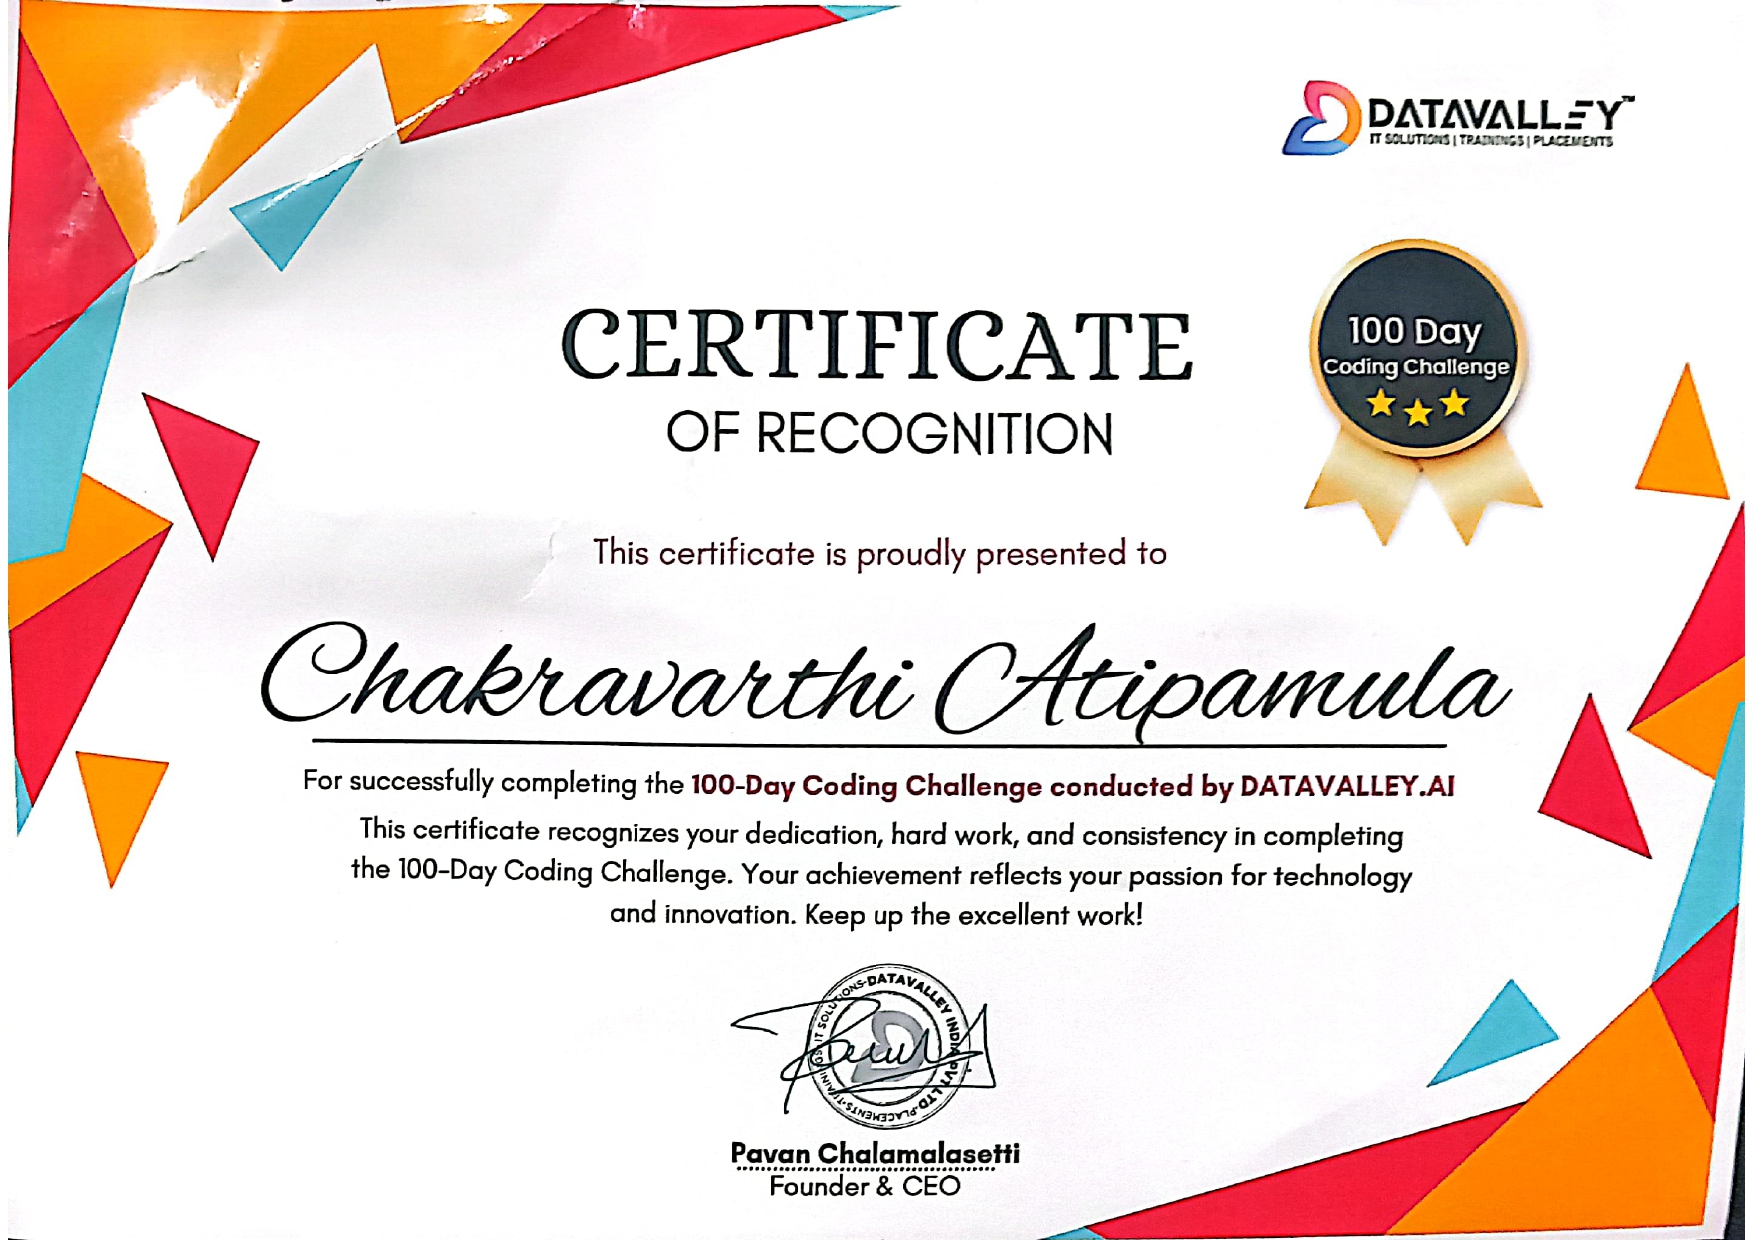 DATAVALLEY™
IT SOLUTIONS | TRAININGS | PLACEMENTS
100 Day
Coding Challenge
CERTIFICATE
OF RECOGNITION
This certificate is proudly presented to
Chakravarthi Atipamula
For successfully completing the 100-Day Coding Challenge conducted by DATAVALLEY.AI
This certificate recognizes your dedication, hard work, and consistency in completing
the 100-Day Coding Challenge. Your achievement reflects your passion for technology
and innovation. Keep up the excellent work!
DATAVALLEY INDIA PVT LTD-PLACEMENTS-TRAININGS-IT SOLUTIONS-
Pavan Chalamalasetti
Founder & CEO